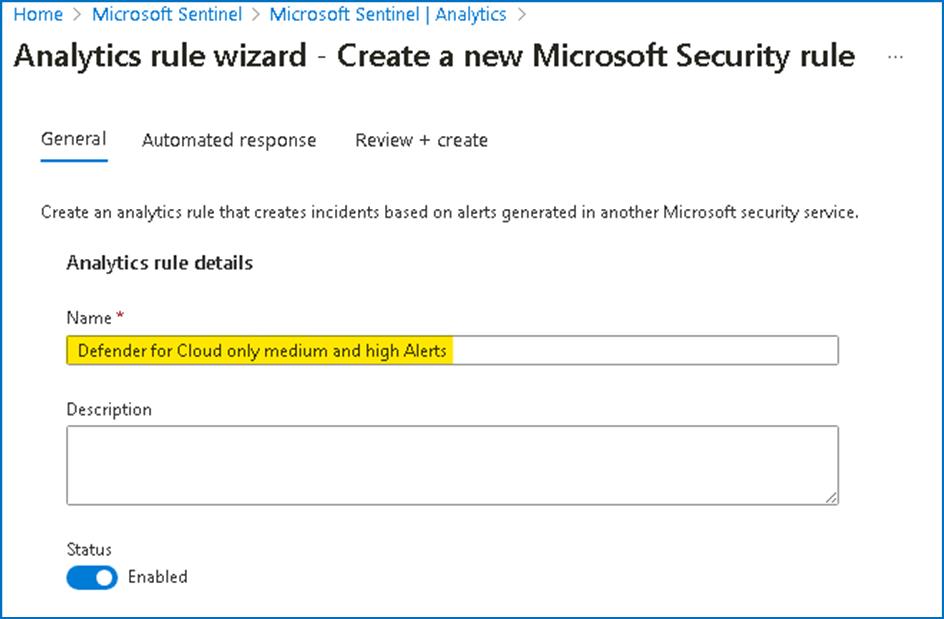 Home > Microsoft Sentinel > Microsoft Sentinel | Analytics >
Analytics rule wizard - Create a new Microsoft Security rule ...
General Automated response Review + create
Create an analytics rule that creates incidents based on alerts generated in another Microsoft security service.
Analytics rule details
Name *
Defender for Cloud only medium and high Alerts
Description
Status
Enabled